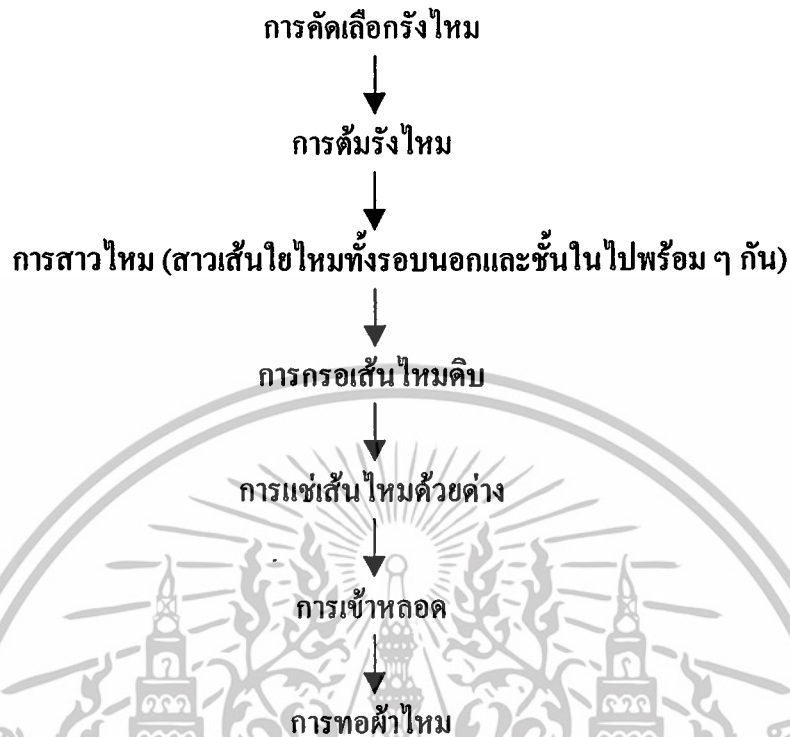 การคัดเลือกรังไหม
การต้มรังไหม
การสาวไหม (สาวเส้นใยไหมทั้งรอบนอกและชั้นในไปพร้อม ๆ กัน)
การกรอเส้นไหมดิบ
การแช่เส้นไหมด้วยด่าง
การเข้าหลอด
การทอผ้าไหม